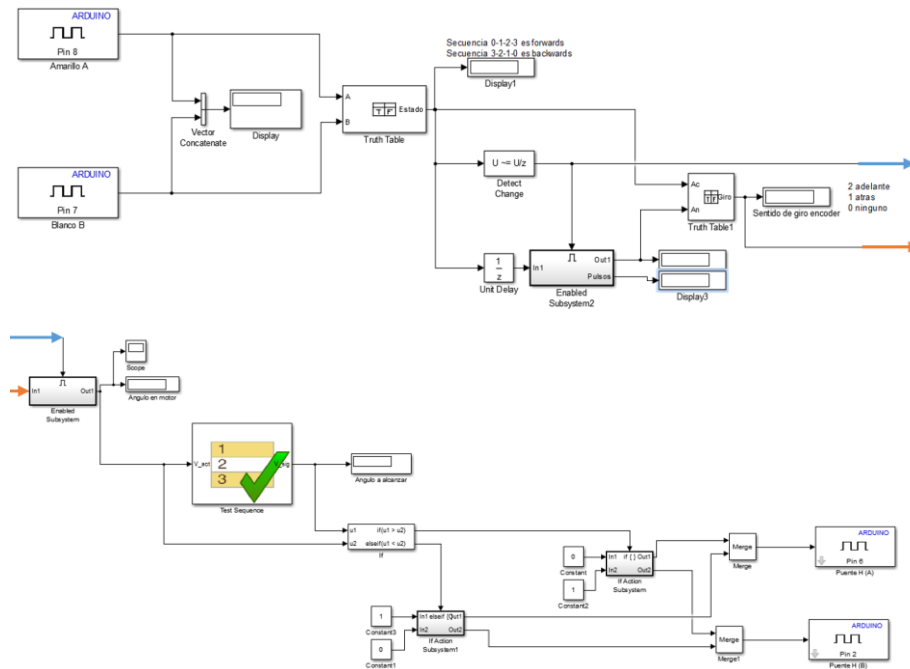 ARDUINO
Pin 8
Amarillo A
Vector
Concatenate
Display
ARDUINO
Pin 7
Blanco B
A
B
Estado
Truth Table
Secuencia 0-1-2-3 es forwards
Secuencia 3-2-1-0 es backwards
Display1
U ~= U/z
Detect
Change
1
z
Unit Delay
In1
Out1
Pulsos
Enabled
Subsystem2
Display3
Ac
An
Giro
Truth Table1
Sentido de giro encoder
2 adelante
1 atras
0 ninguno
In1
Out1
Enabled
Subsystem
Scope
Angulo en motor
V_act
1
2
3
Test Sequence
Angulo a alcanzar
u1
if(u1 > u2)
u2
elseif(u1 < u2)
If
0
Constant
1
Constant2
In1
if { }
Out1
In2
Out2
If Action
Subsystem
1
Constant3
0
Constant1
In1
In2
Out2
If Action
Subsystem1
Merge
Merge
Merge
Merge1
ARDUINO
Pin 6
Puente H (A)
ARDUINO
Pin 2
Puente H (B)